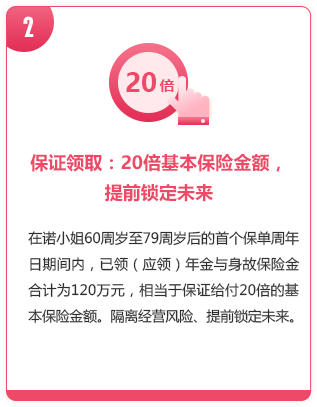 2
20倍
保证领取：20倍基本保险金额，
提前锁定未来
在诺小姐60周岁至79周岁后的首个保单周年
日期间内，已领（应领）年金与身故保险金
合计为120万元，相当于保证给付20倍的基
本保险金额。隔离经营风险、提前锁定未来。